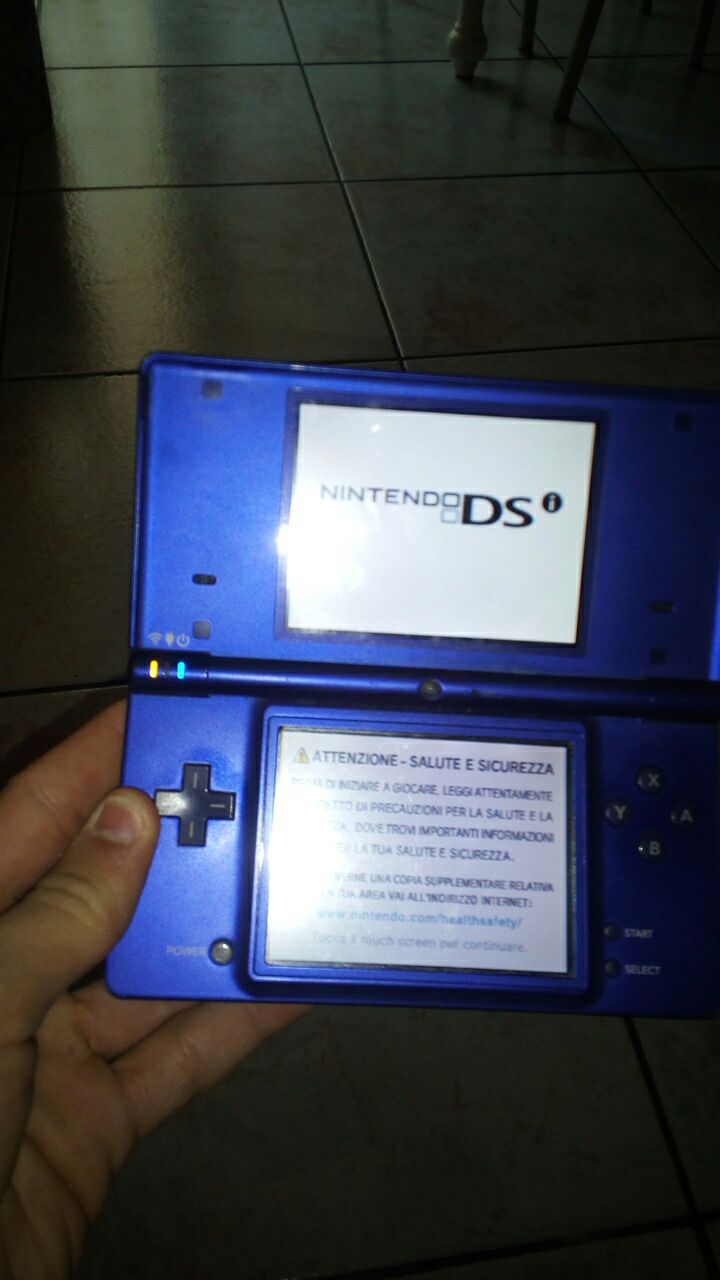 NINTENDO DSi
ATTENZIONE - SALUTE E SICUREZZA
DI INIZIARE A GIOCARE, LEGGI ATTENTAMENTE
DI PRECAUZIONI PER LA SALUTE E LA
DOVE TROVI IMPORTANTI INFORMAZIONI
LA TUA SALUTE E SICUREZZA.
UNA COPIA SUPPLEMENTARE RELATIVA
TUA AREA VAI ALL'INDIRIZZO INTERNET:
www.nintendo.com/healthsafety/
Tocca il touch screen per continuare.
X
Y
A
B
POWER
START
SELECT